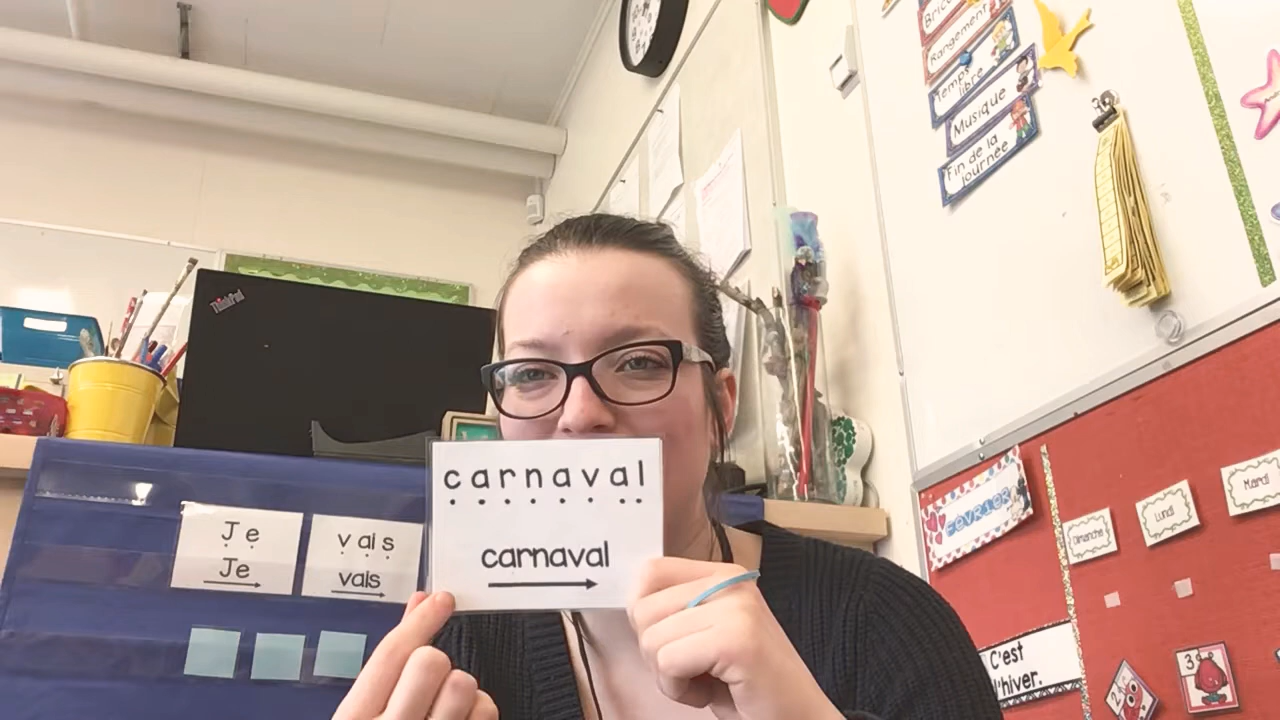 Bricolage
Rangement
Temps libre
Musique
Fin de la journée
ThinkPad
Je
Je
vais
vais
carnaval
carnaval
FÉVRIER
Dimanche
Lundi
Mardi
C'est l'hiver.
3